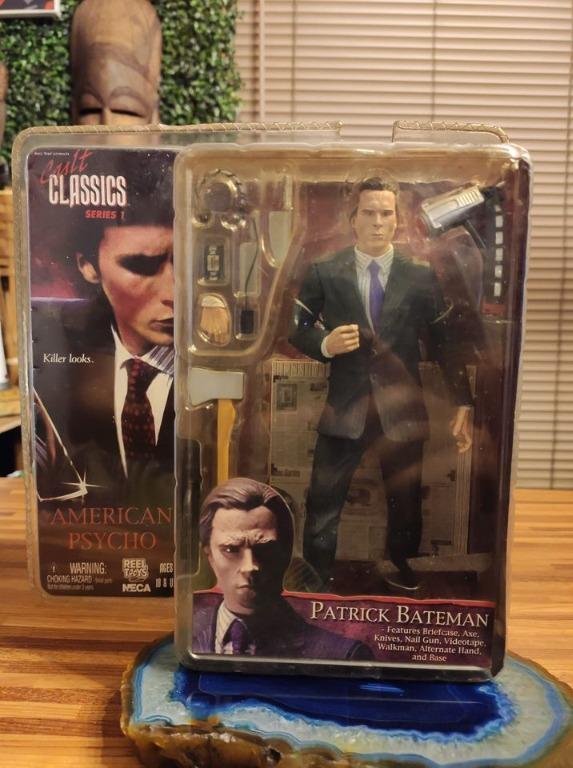 Cult
CLASSICS
SERIES 1
Killer looks.
AMERICAN
PSYCHO
WARNING:
CHOKING HAZARD
REEL
TOYS
NECA
AGES
PATRICK BATEMAN
- Features Briefcase, Axe,
Knives, Nail Gun, Videotape,
Walkman, Alternate Hand,
and Base